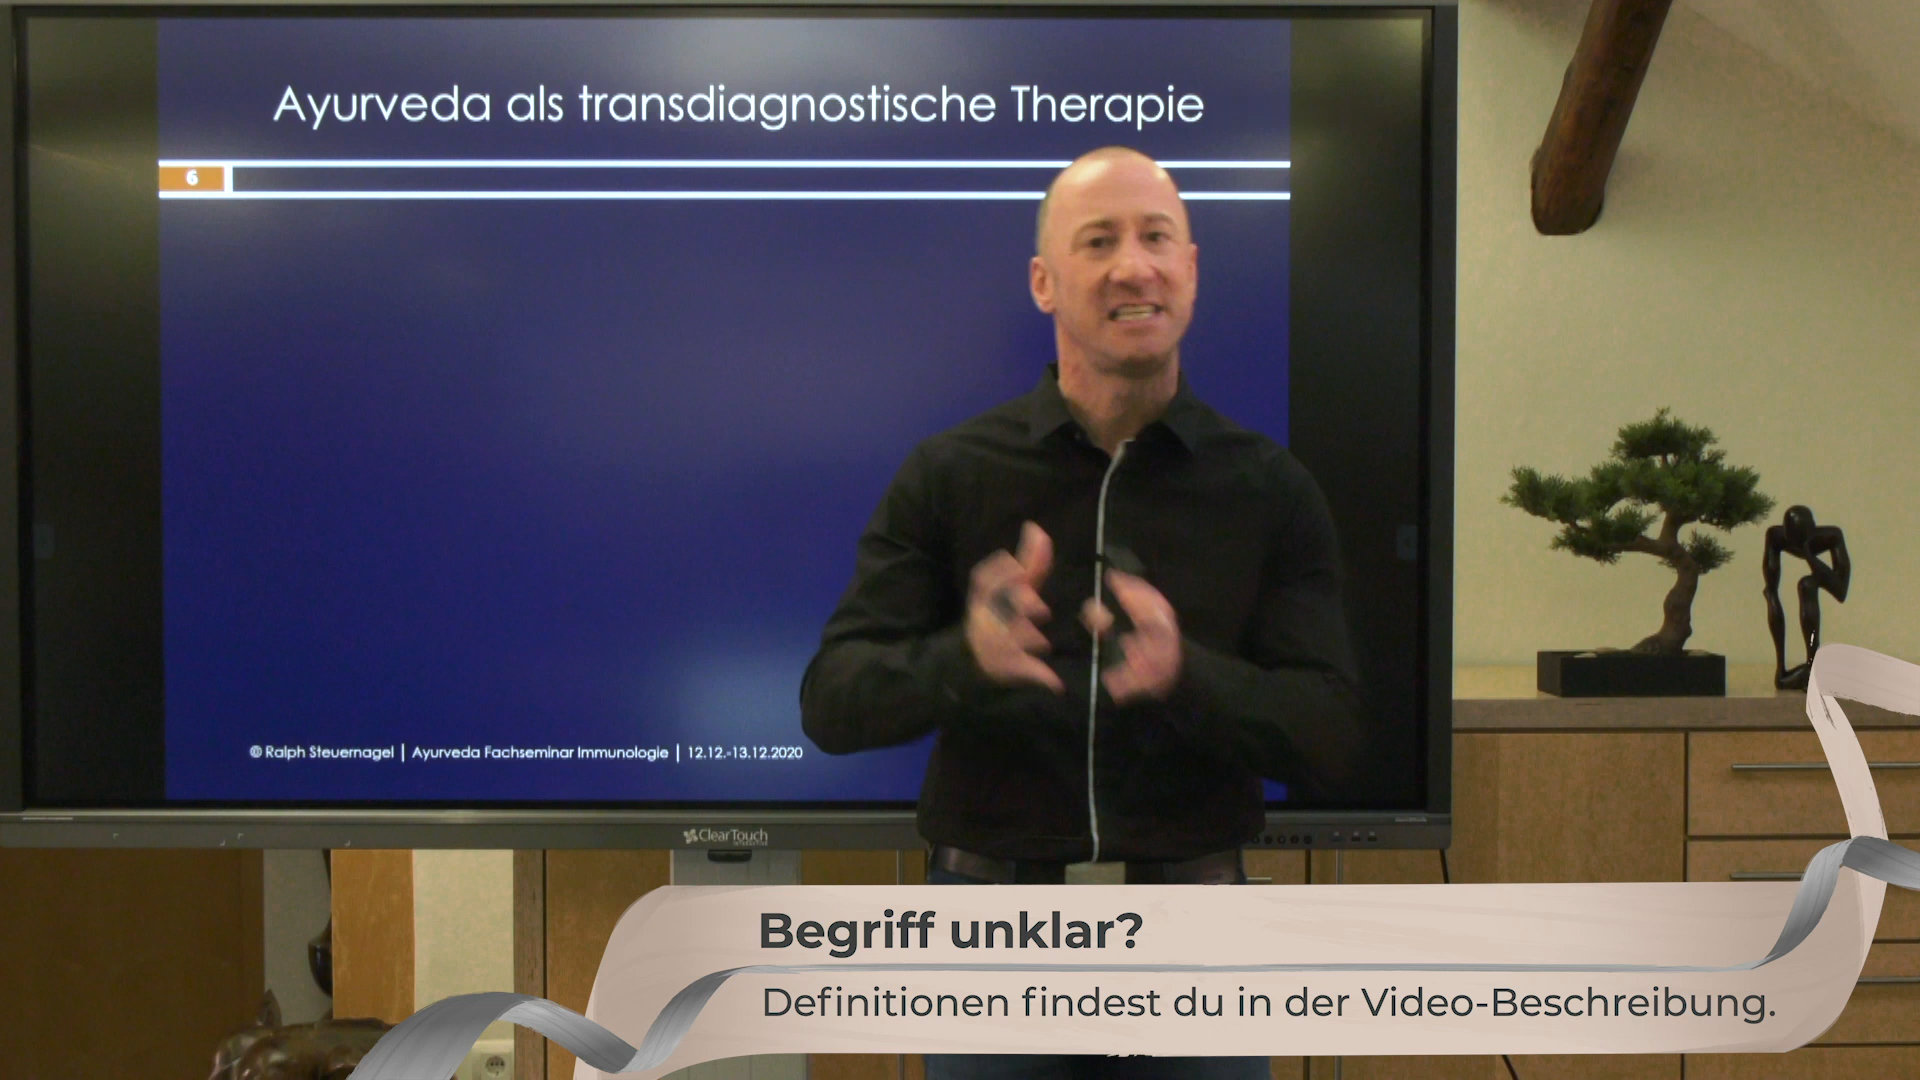 Ayurveda als transdiagnostische Therapie
6
© Ralph Steuernagel | Ayurveda Fachseminar Immunologie | 12.12.-13.12.2020
ClearTouch
INTERACTIVE
Begriff unklar?
Definitionen findest du in der Video-Beschreibung.